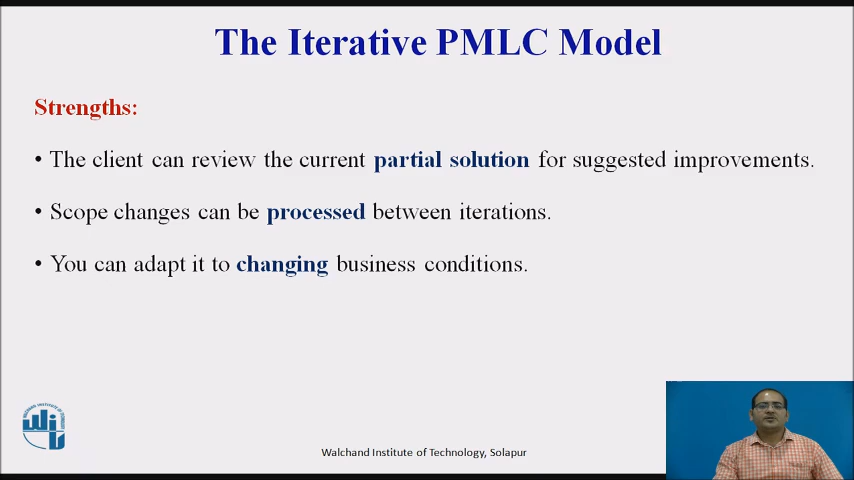 The Iterative PMLC Model
Strengths:
• The client can review the current partial solution for suggested improvements.
• Scope changes can be processed between iterations.
• You can adapt it to changing business conditions.
Walchand Institute of Technology, Solapur